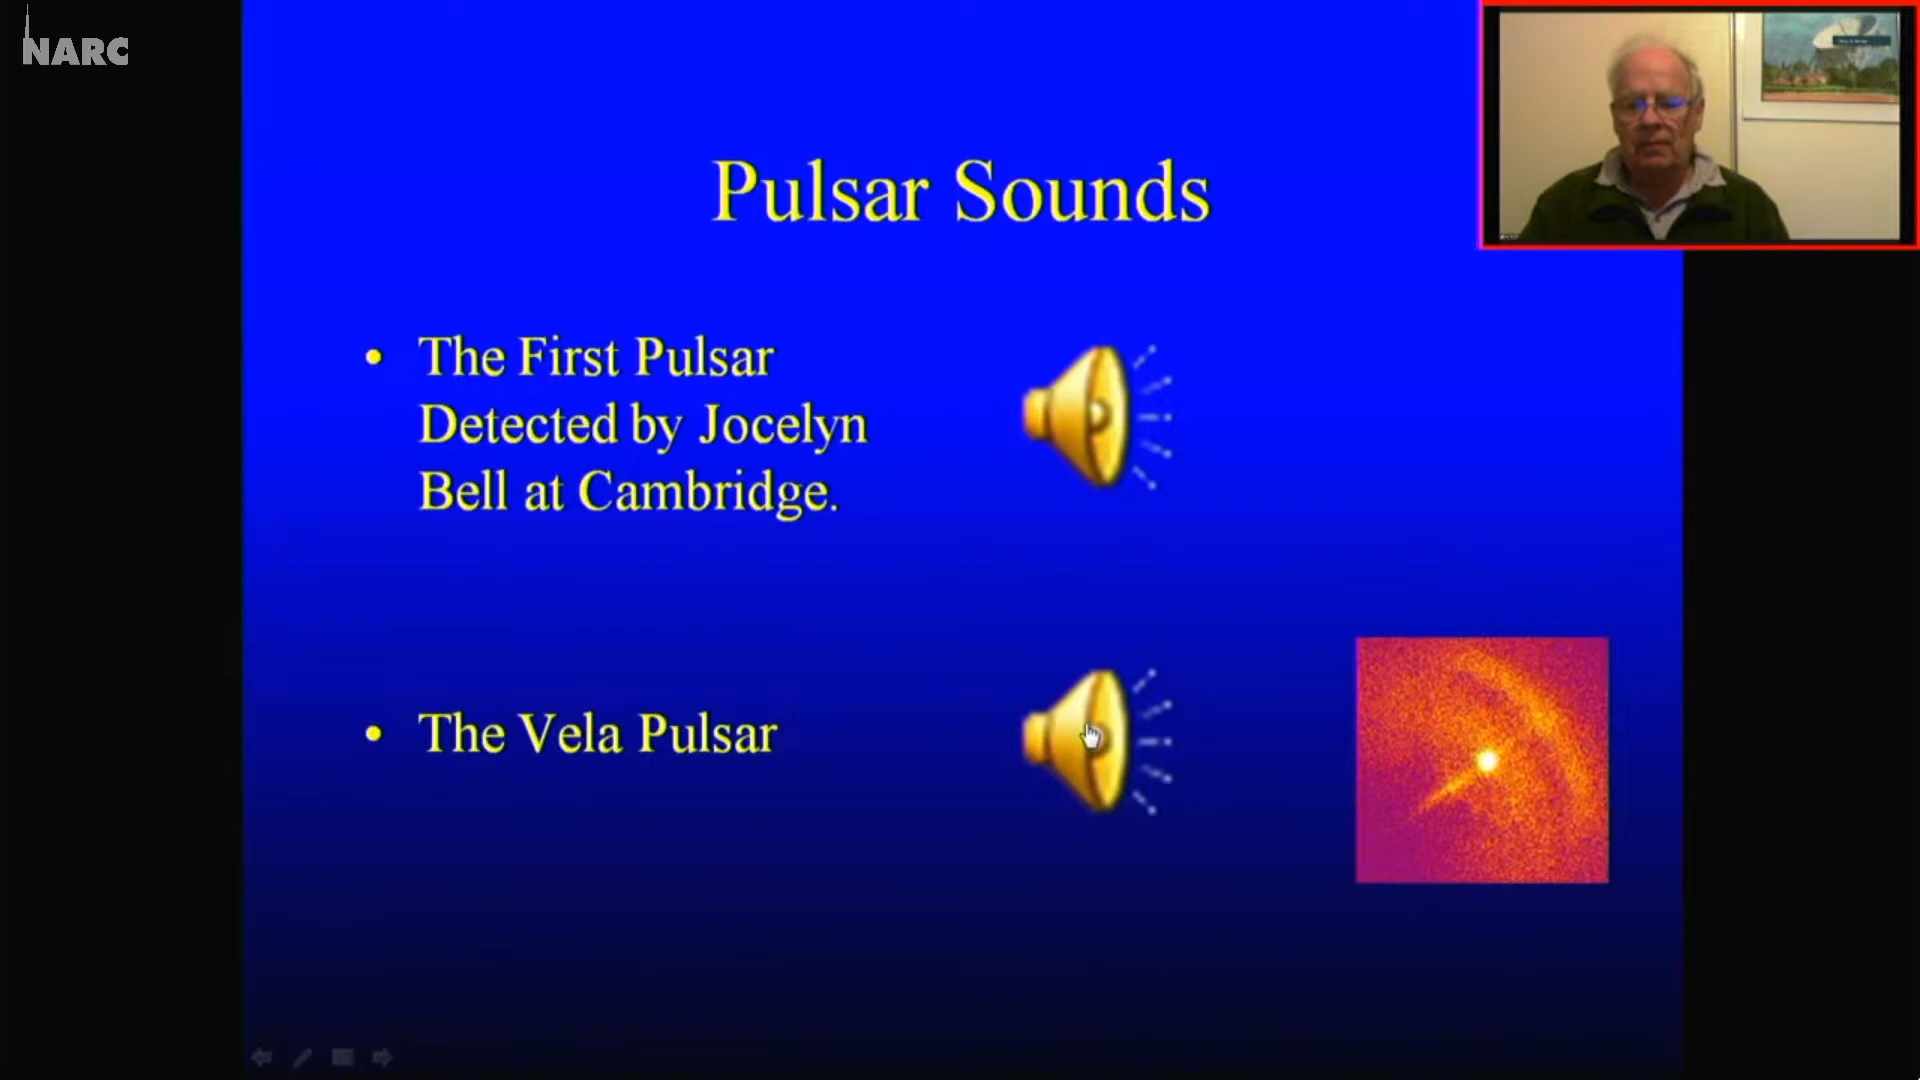 NARC
Pulsar Sounds
• The First Pulsar
Detected by Jocelyn
Bell at Cambridge.
• The Vela Pulsar